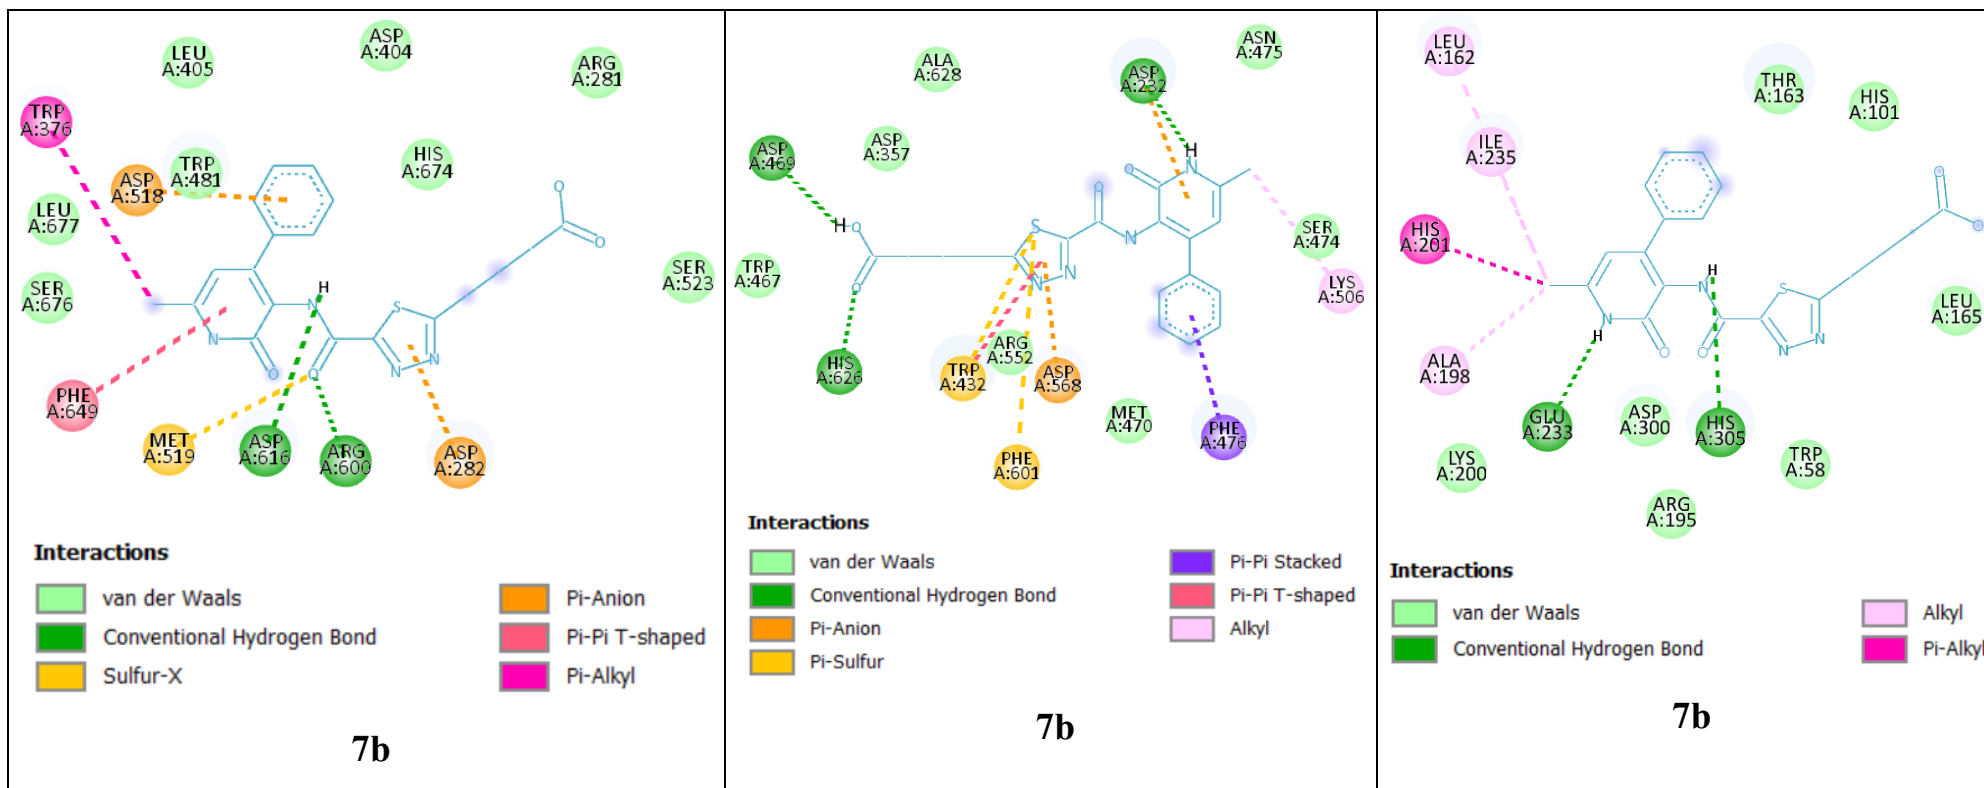 LEU
A:405
ASP
A:404
ARG
A:281
TRP
A:376
ASP
A:518
TRP
A:481
HIS
A:674
LEU
A:677
SER
A:676
SER
A:523
H
N
S
N
O
N
O
O
N
N
O
O
PHE
A:649
MET
A:519
ASP
A:616
ARG
A:600
ASP
A:282
Interactions
van der Waals
Conventional Hydrogen Bond
Sulfur-X
Pi-Anion
Pi-Pi T-shaped
Pi-Alkyl
7b
ALA
A:628
ASP
A:232
ASN
A:475
ASP
A:469
ASP
A:357
H
N
O
O
H
O
S
N
N
N
O
SER
A:474
TRP
A:467
LYS
A:506
HIS
A:626
TRP
A:432
ARG
A:552
ASP
A:568
MET
A:470
PHE
A:476
PHE
A:601
Interactions
van der Waals
Conventional Hydrogen Bond
Pi-Anion
Pi-Sulfur
Pi-Pi Stacked
Pi-Pi T-shaped
Alkyl
7b
LEU
A:162
THR
A:163
HIS
A:101
ILE
A:235
HIS
A:201
O
O
H
N
S
N
H
O
O
N
N
LEU
A:165
ALA
A:198
GLU
A:233
ASP
A:300
HIS
A:305
LYS
A:200
TRP
A:58
ARG
A:195
Interactions
van der Waals
Conventional Hydrogen Bond
Alkyl
Pi-Alkyl
7b